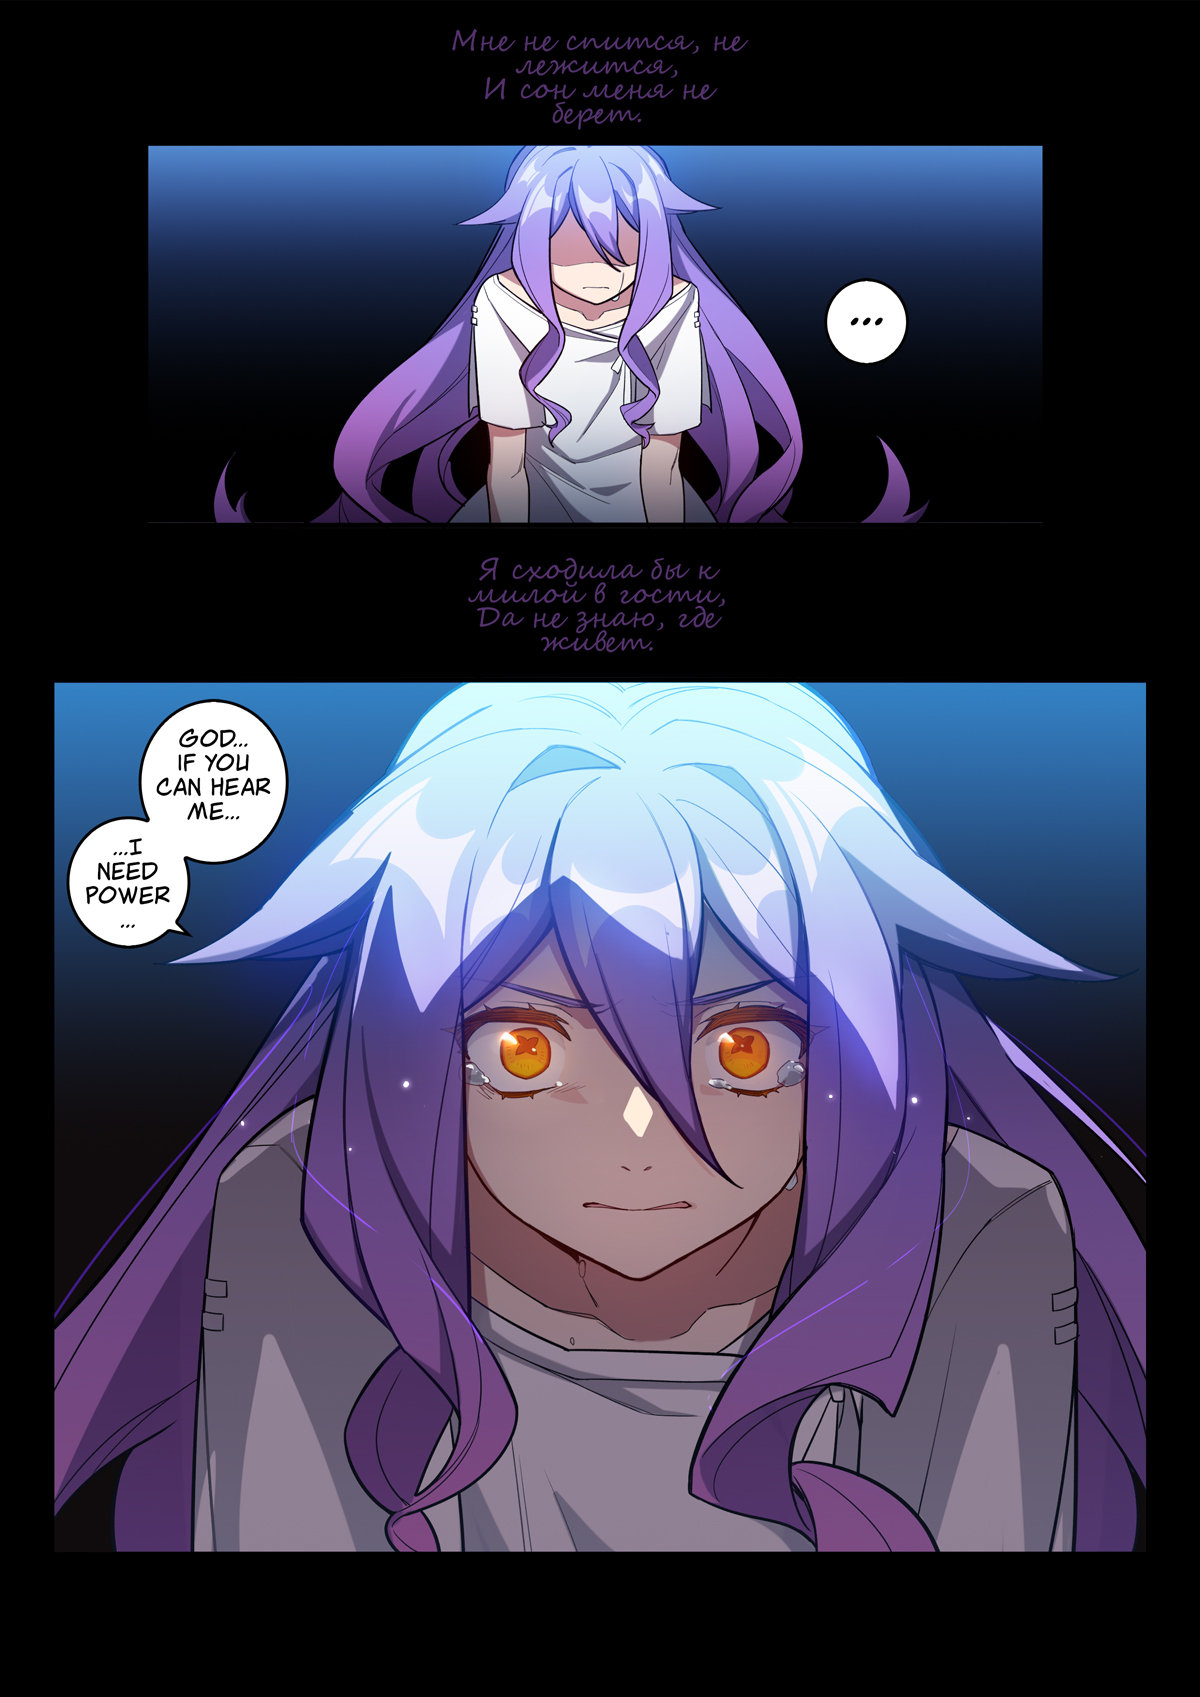 Мне не спится, не
лежится,
И сон меня не
берет.
...
Я сходила бы к
милой в гости,
Да не знаю, где
живет.
GOD...
IF YOU
CAN HEAR
ME...
...I
NEED
POWER
...